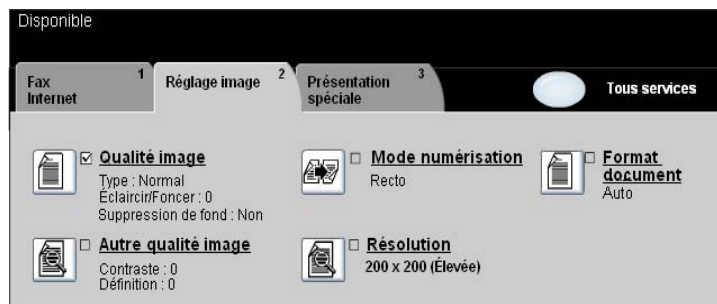 Disponible
Fax
Internet
1
Réglage image
2
Présentation
spéciale
3
Tous services
Qualité image
Type : Normal
Éclaircir/Foncer : 0
Suppression de fond : Non
Mode numérisation
Recto
Format
document
Auto
Autre qualité image
Contraste : 0
Définition : 0
Résolution
200 x 200 (Élevée)